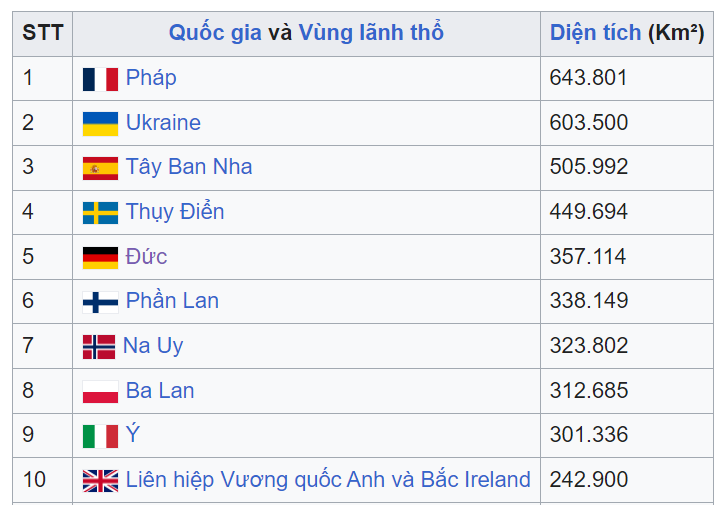 STT Quốc gia và Vùng lãnh thổ Diện tích (Km²)
1 Pháp 643.801
2 Ukraine 603.500
3 Tây Ban Nha 505.992
4 Thụy Điển 449.694
5 Đức 357.114
6 Phần Lan 338.149
7 Na Uy 323.802
8 Ba Lan 312.685
9 Ý 301.336
10 Liên hiệp Vương quốc Anh và Bắc Ireland 242.900